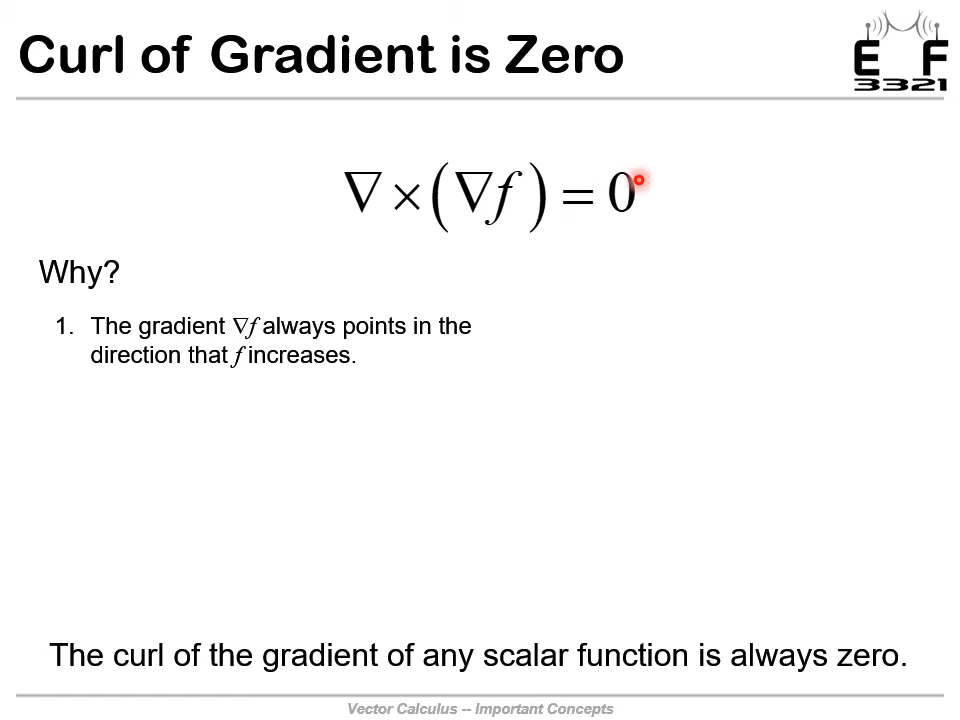 Curl of Gradient is Zero
E F
3321
∇ × (∇f) = 0
Why?
1. The gradient ∇f always points in the
direction that f increases.
The curl of the gradient of any scalar function is always zero.
Vector Calculus -- Important Concepts